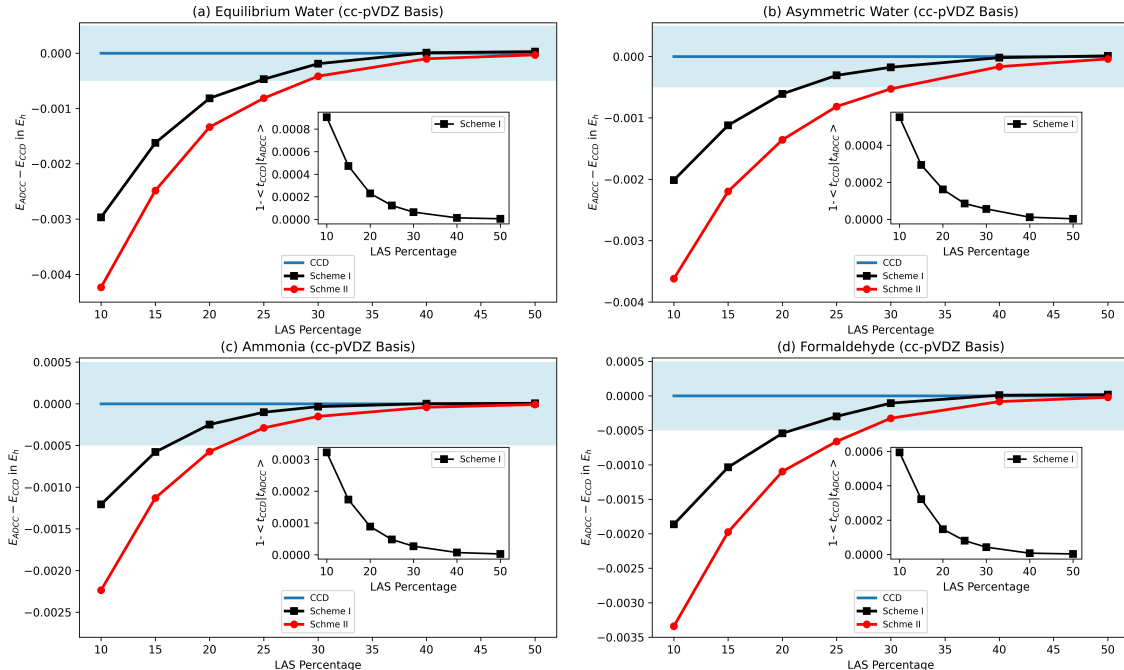 (a) Equilibrium Water (cc-pVDZ Basis)
0.000
−0.001
−0.002
−0.003
−0.004
E_ADCC − E_CCD in E_h
10 15 20 25 30 35 40 45 50
LAS Percentage
CCD
Scheme I
Schme II
0.0008
0.0006
0.0004
0.0002
0.0000
1-< t_CCD|t_ADCC >
Scheme I
10 20 30 40 50
LAS Percentage
(b) Asymmetric Water (cc-pVDZ Basis)
0.000
−0.001
−0.002
−0.003
−0.004
E_ADCC − E_CCD in E_h
10 15 20 25 30 35 40 45 50
LAS Percentage
CCD
Scheme I
Schme II
0.0004
0.0002
0.0000
1-< t_CCD|t_ADCC >
Scheme I
10 20 30 40 50
LAS Percentage
(c) Ammonia (cc-pVDZ Basis)
0.0005
0.0000
−0.0005
−0.0010
−0.0015
−0.0020
−0.0025
E_ADCC − E_CCD in E_h
10 15 20 25 30 35 40 45 50
LAS Percentage
CCD
Scheme I
Schme II
0.0003
0.0002
0.0001
0.0000
1-< t_CCD|t_ADCC >
Scheme I
10 20 30 40 50
LAS Percentage
(d) Formaldehyde (cc-pVDZ Basis)
0.0005
0.0000
−0.0005
−0.0010
−0.0015
−0.0020
−0.0025
−0.0030
−0.0035
E_ADCC − E_CCD in E_h
10 15 20 25 30 35 40 45 50
LAS Percentage
CCD
Scheme I
Schme II
0.0006
0.0004
0.0002
0.0000
1-< t_CCD|t_ADCC >
Scheme I
10 20 30 40 50
LAS Percentage